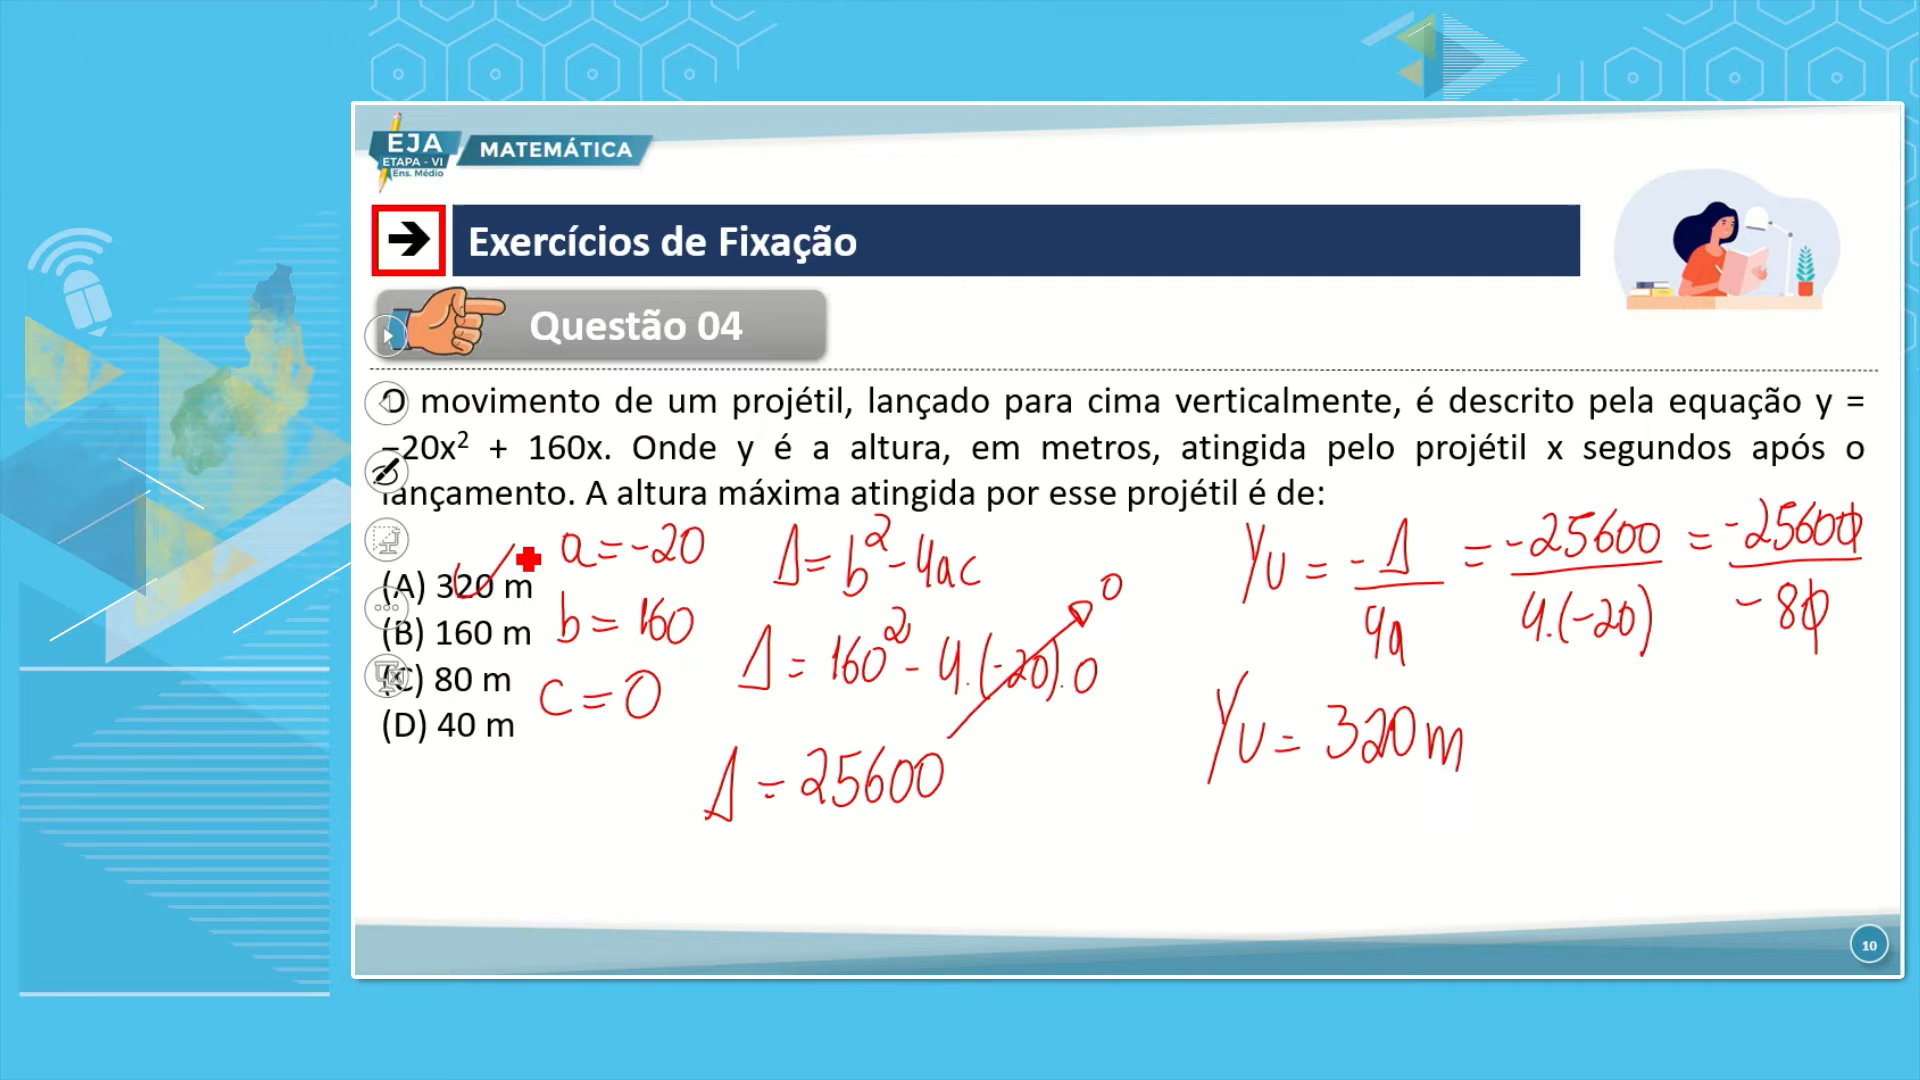 EJA
ETAPA - VI
Ens. Médio
MATEMÁTICA
Exercícios de Fixação
Questão 04
O movimento de um projétil, lançado para cima verticalmente, é descrito pela equação y =
–20x² + 160x. Onde y é a altura, em metros, atingida pelo projétil x segundos após o
lançamento. A altura máxima atingida por esse projétil é de:
(A) 320 m
(B) 160 m
(C) 80 m
(D) 40 m
a = -20
b = 160
c = 0
Δ = b² - 4ac
Δ = 160² - 4.(-20).0
0
Δ = 25600
Yv = -Δ/4a = -25600/4.(-20) = -25600/-80
Yv = 320m
10